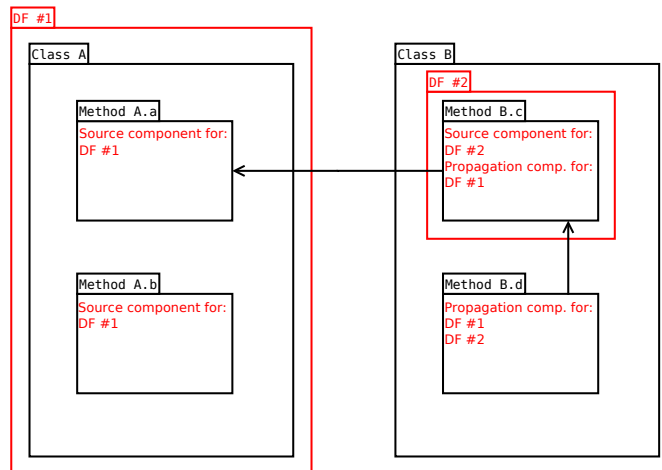 DF #1
Class A
Method A.a
Source component for:
DF #1
Method A.b
Source component for:
DF #1
Class B
DF #2
Method B.c
Source component for:
DF #2
Propagation comp. for:
DF #1
Method B.d
Propagation comp. for:
DF #1
DF #2